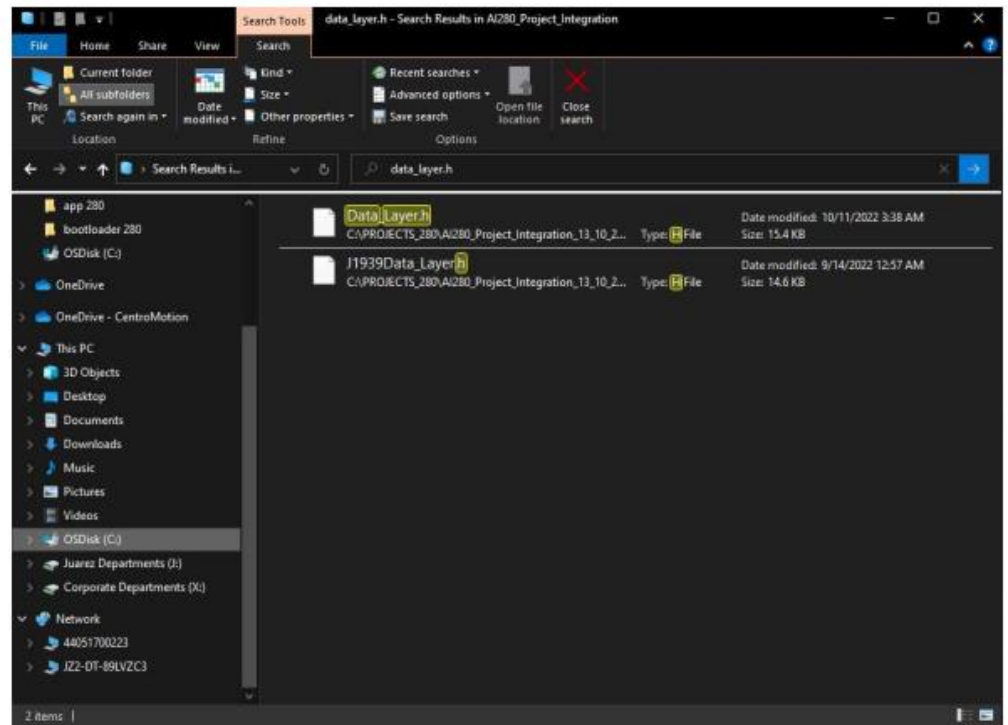 Search Tools data_layer.h - Search Results in AI280_Project_Integration
File Home Share View Search
This PC
Current folder
All subfolders
Search again in
Location
Date modified
Kind
Size
Other properties
Refine
Recent searches
Advanced options
Save search
Open file location
Close search
Options
Search Results i...
data_layer.h
app 280
bootloader 280
OSDisk (C:)
OneDrive
OneDrive - CentroMotion
This PC
3D Objects
Desktop
Documents
Downloads
Music
Pictures
Videos
OSDisk (C:)
Juarez Departments (J:)
Corporate Departments (X:)
Network
44051700223
JZ2-DT-89LVZC3
Data_Layer.h Date modified: 10/11/2022 3:38 AM
C:\PROJECTS_280\AI280_Project_Integration_13_10_2... Type: H File Size: 15.4 KB
J1939Data_Layer.h Date modified: 9/14/2022 12:57 AM
C:\PROJECTS_280\AI280_Project_Integration_13_10_2... Type: H File Size: 14.6 KB
2 items